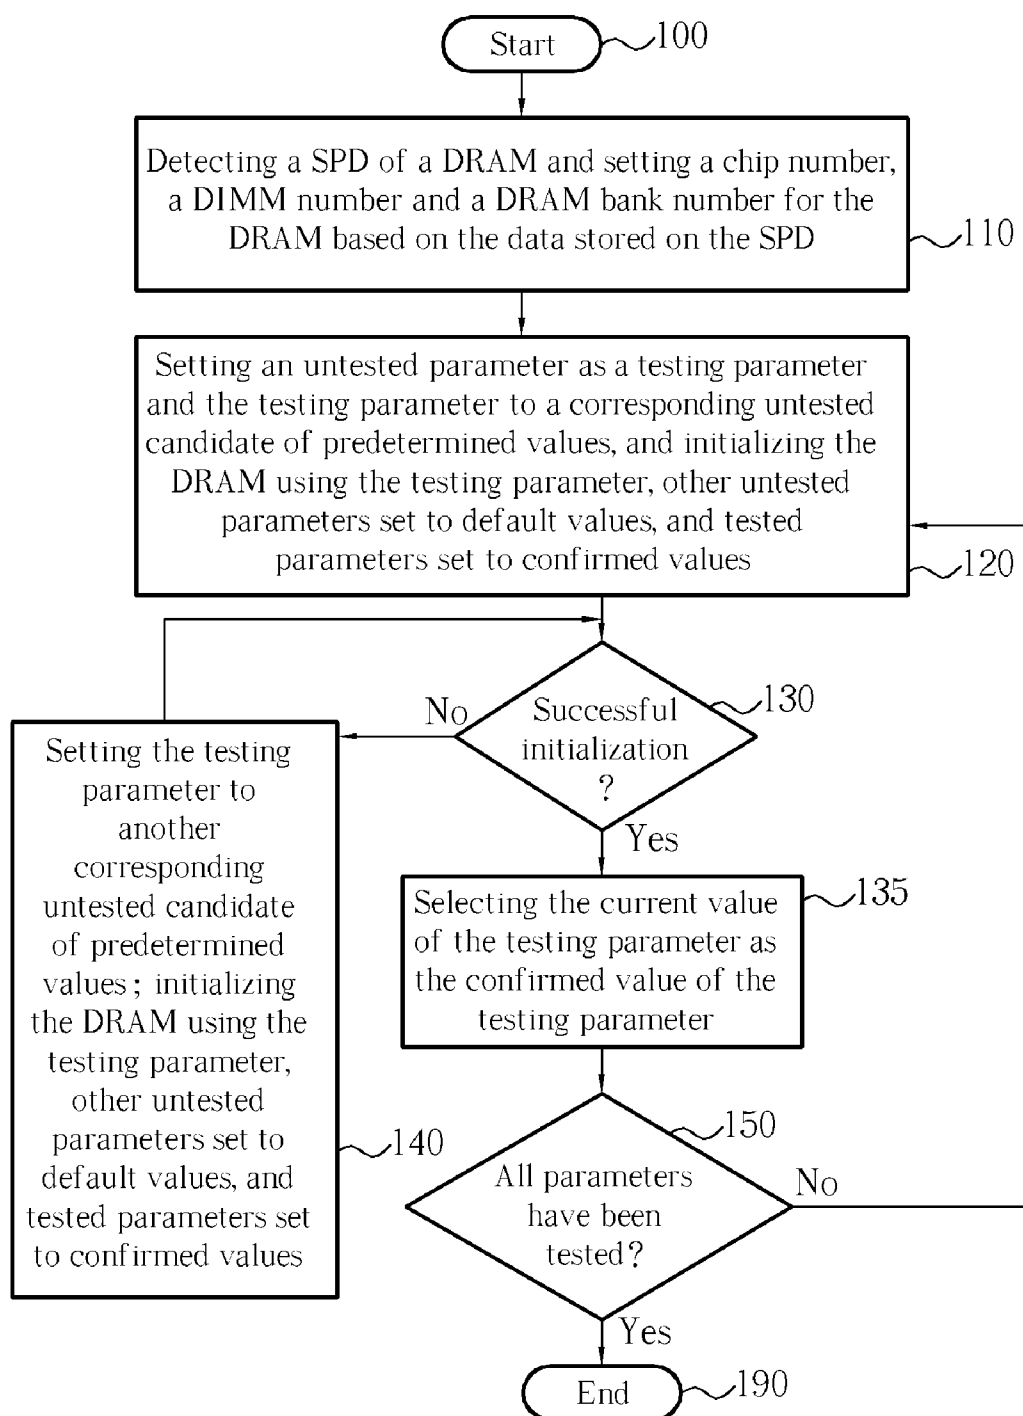 Start
100
Detecting a SPD of a DRAM and setting a chip number,
a DIMM number and a DRAM bank number for the
DRAM based on the data stored on the SPD
110
Setting an untested parameter as a testing parameter
and the testing parameter to a corresponding untested
candidate of predetermined values, and initializing the
DRAM using the testing parameter, other untested
parameters set to default values, and tested
parameters set to confirmed values
120
Successful
initialization
?
130
No
Yes
Setting the testing
parameter to
another
corresponding
untested candidate
of predetermined
values; initializing
the DRAM using the
testing parameter,
other untested
parameters set to
default values, and
tested parameters set
to confirmed values
140
Selecting the current value
of the testing parameter as
the confirmed value of the
testing parameter
135
All parameters
have been
tested?
150
No
Yes
End
190